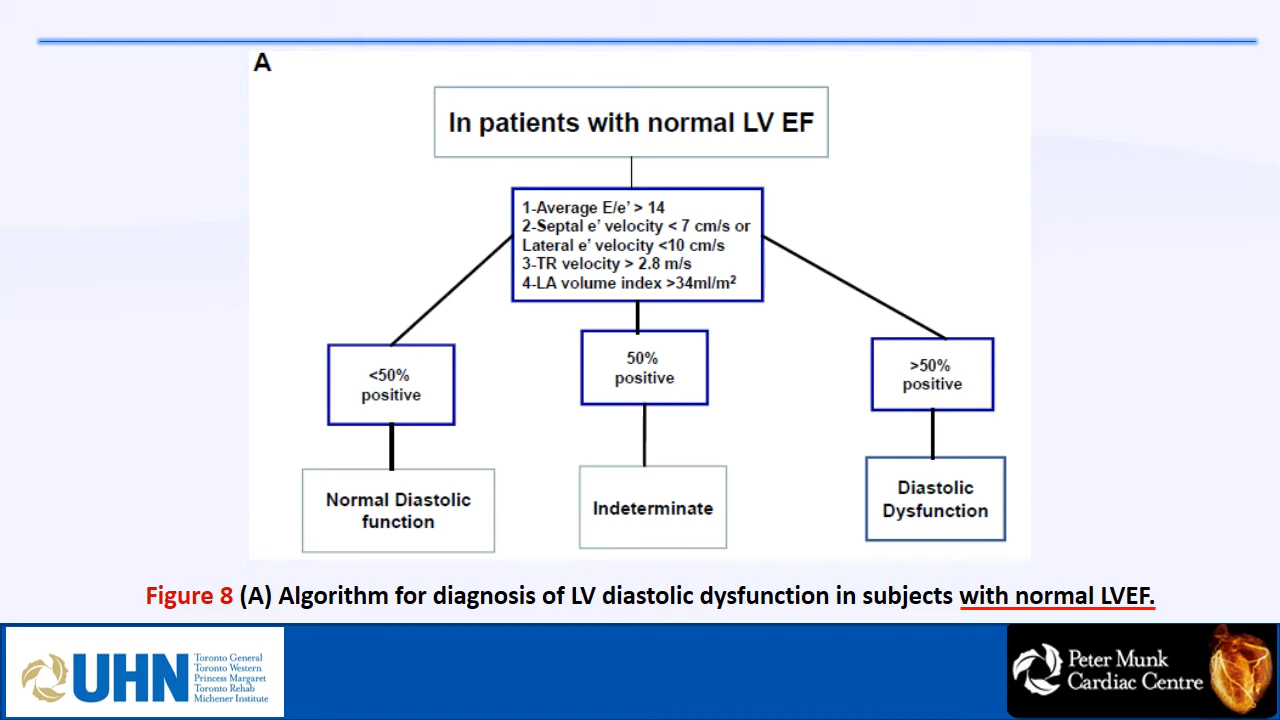 A
In patients with normal LV EF
1-Average E/e’ > 14
2-Septal e’ velocity < 7 cm/s or
Lateral e’ velocity <10 cm/s
3-TR velocity > 2.8 m/s
4-LA volume index >34ml/m²
<50%
positive
50%
positive
>50%
positive
Normal Diastolic
function
Indeterminate
Diastolic
Dysfunction
Figure 8 (A) Algorithm for diagnosis of LV diastolic dysfunction in subjects with normal LVEF.
UHN
Toronto General
Toronto Western
Princess Margaret
Toronto Rehab
Michener Institute
Peter Munk
Cardiac Centre